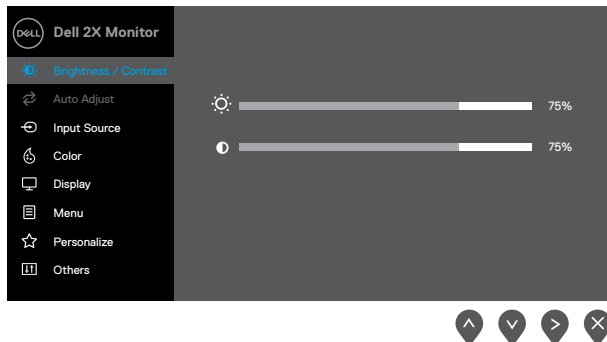 DELL Dell 2X Monitor
Brightness / Contrast
Auto Adjust
75%
Input Source
Color
75%
Display
Menu
Personalize
Others